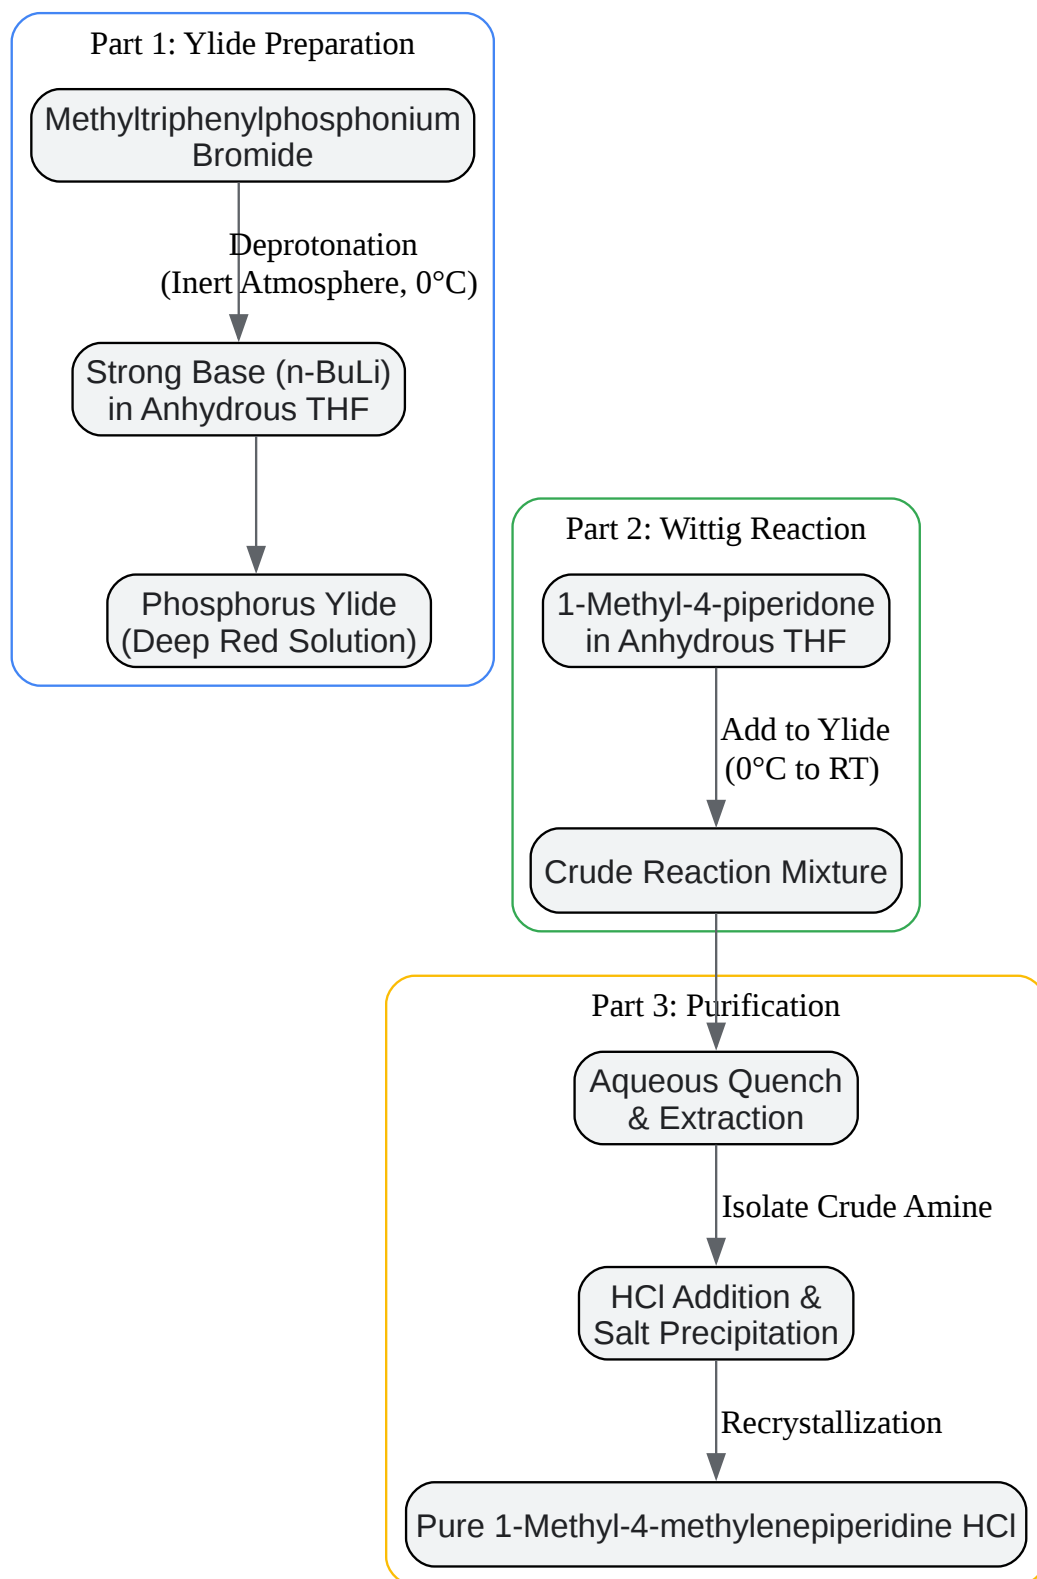 Part 1: Ylide Preparation
Methyltriphenylphosphonium
Bromide
Deprotonation
(Inert Atmosphere, 0°C)
Strong Base (n-BuLi)
in Anhydrous THF
Phosphorus Ylide
(Deep Red Solution)
Part 2: Wittig Reaction
1-Methyl-4-piperidone
in Anhydrous THF
Add to Ylide
(0°C to RT)
Crude Reaction Mixture
Part 3: Purification
Aqueous Quench
& Extraction
Isolate Crude Amine
HCl Addition &
Salt Precipitation
Recrystallization
Pure 1-Methyl-4-methylenepiperidine HCl